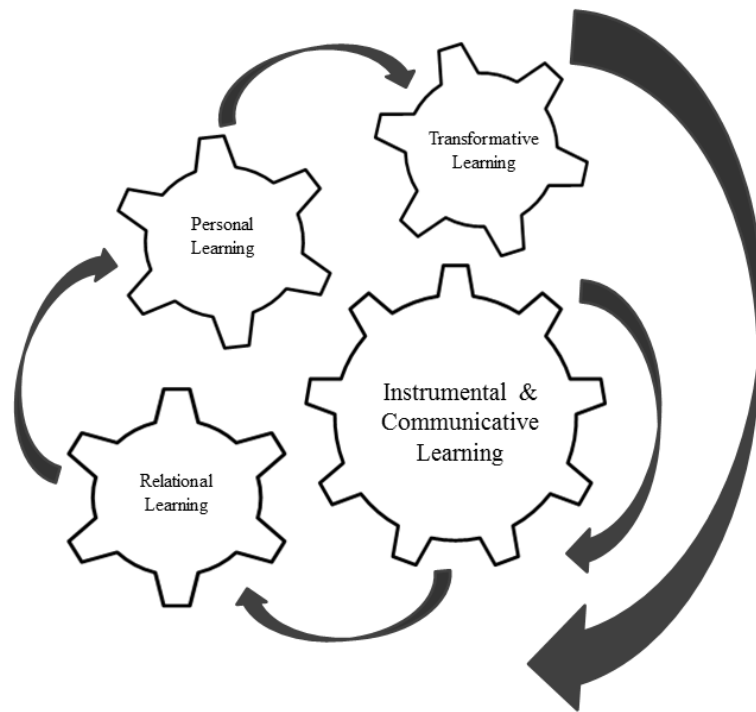 Transformative
Learning
Personal
Learning
Instrumental &
Communicative
Learning
Relational
Learning